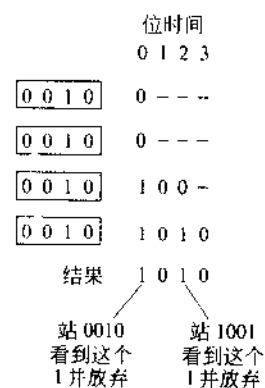 位时间
0 1 2 3
0 0 1 0 0 - - -
0 0 1 0 0 - - -
0 0 1 0 1 0 0 -
0 0 1 0 1 0 1 0
结果 1 0 1 0
站 0010 站 1001
看到这个 看到这个
1 并放弃 1 并放弃